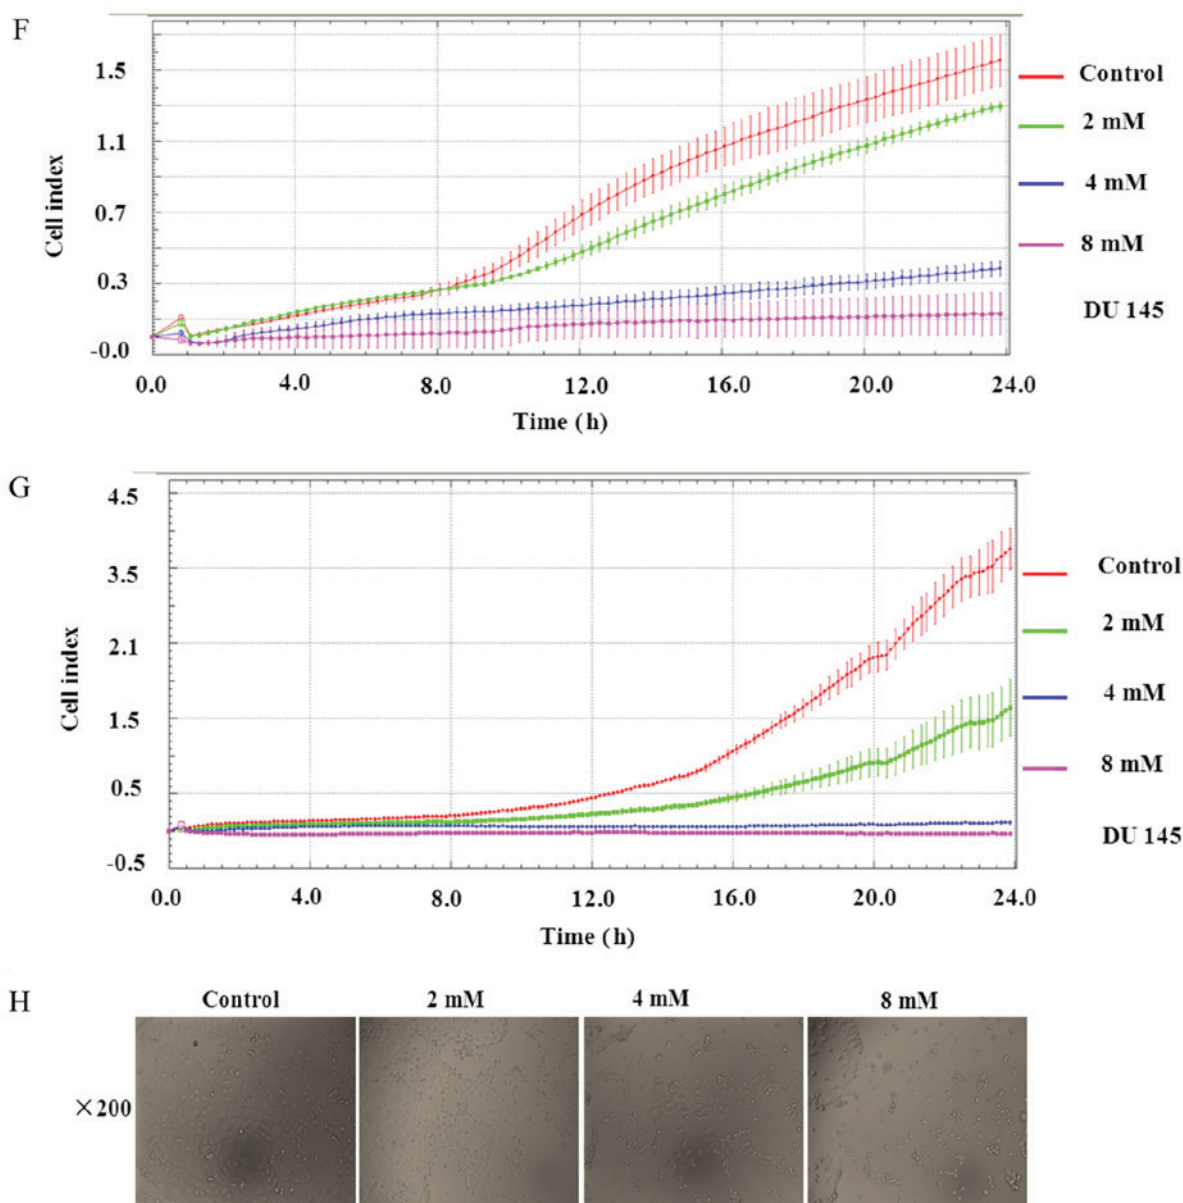 F
1.5
1.1
0.7
0.3
-0.0
Cell index
0.0 4.0 8.0 12.0 16.0 20.0 24.0
Time (h)
Control
2 mM
4 mM
8 mM
DU 145
G
4.5
3.5
2.1
1.5
0.5
-0.5
Cell index
0.0 4.0 8.0 12.0 16.0 20.0 24.0
Time (h)
Control
2 mM
4 mM
8 mM
DU 145
H
Control 2 mM 4 mM 8 mM
×200